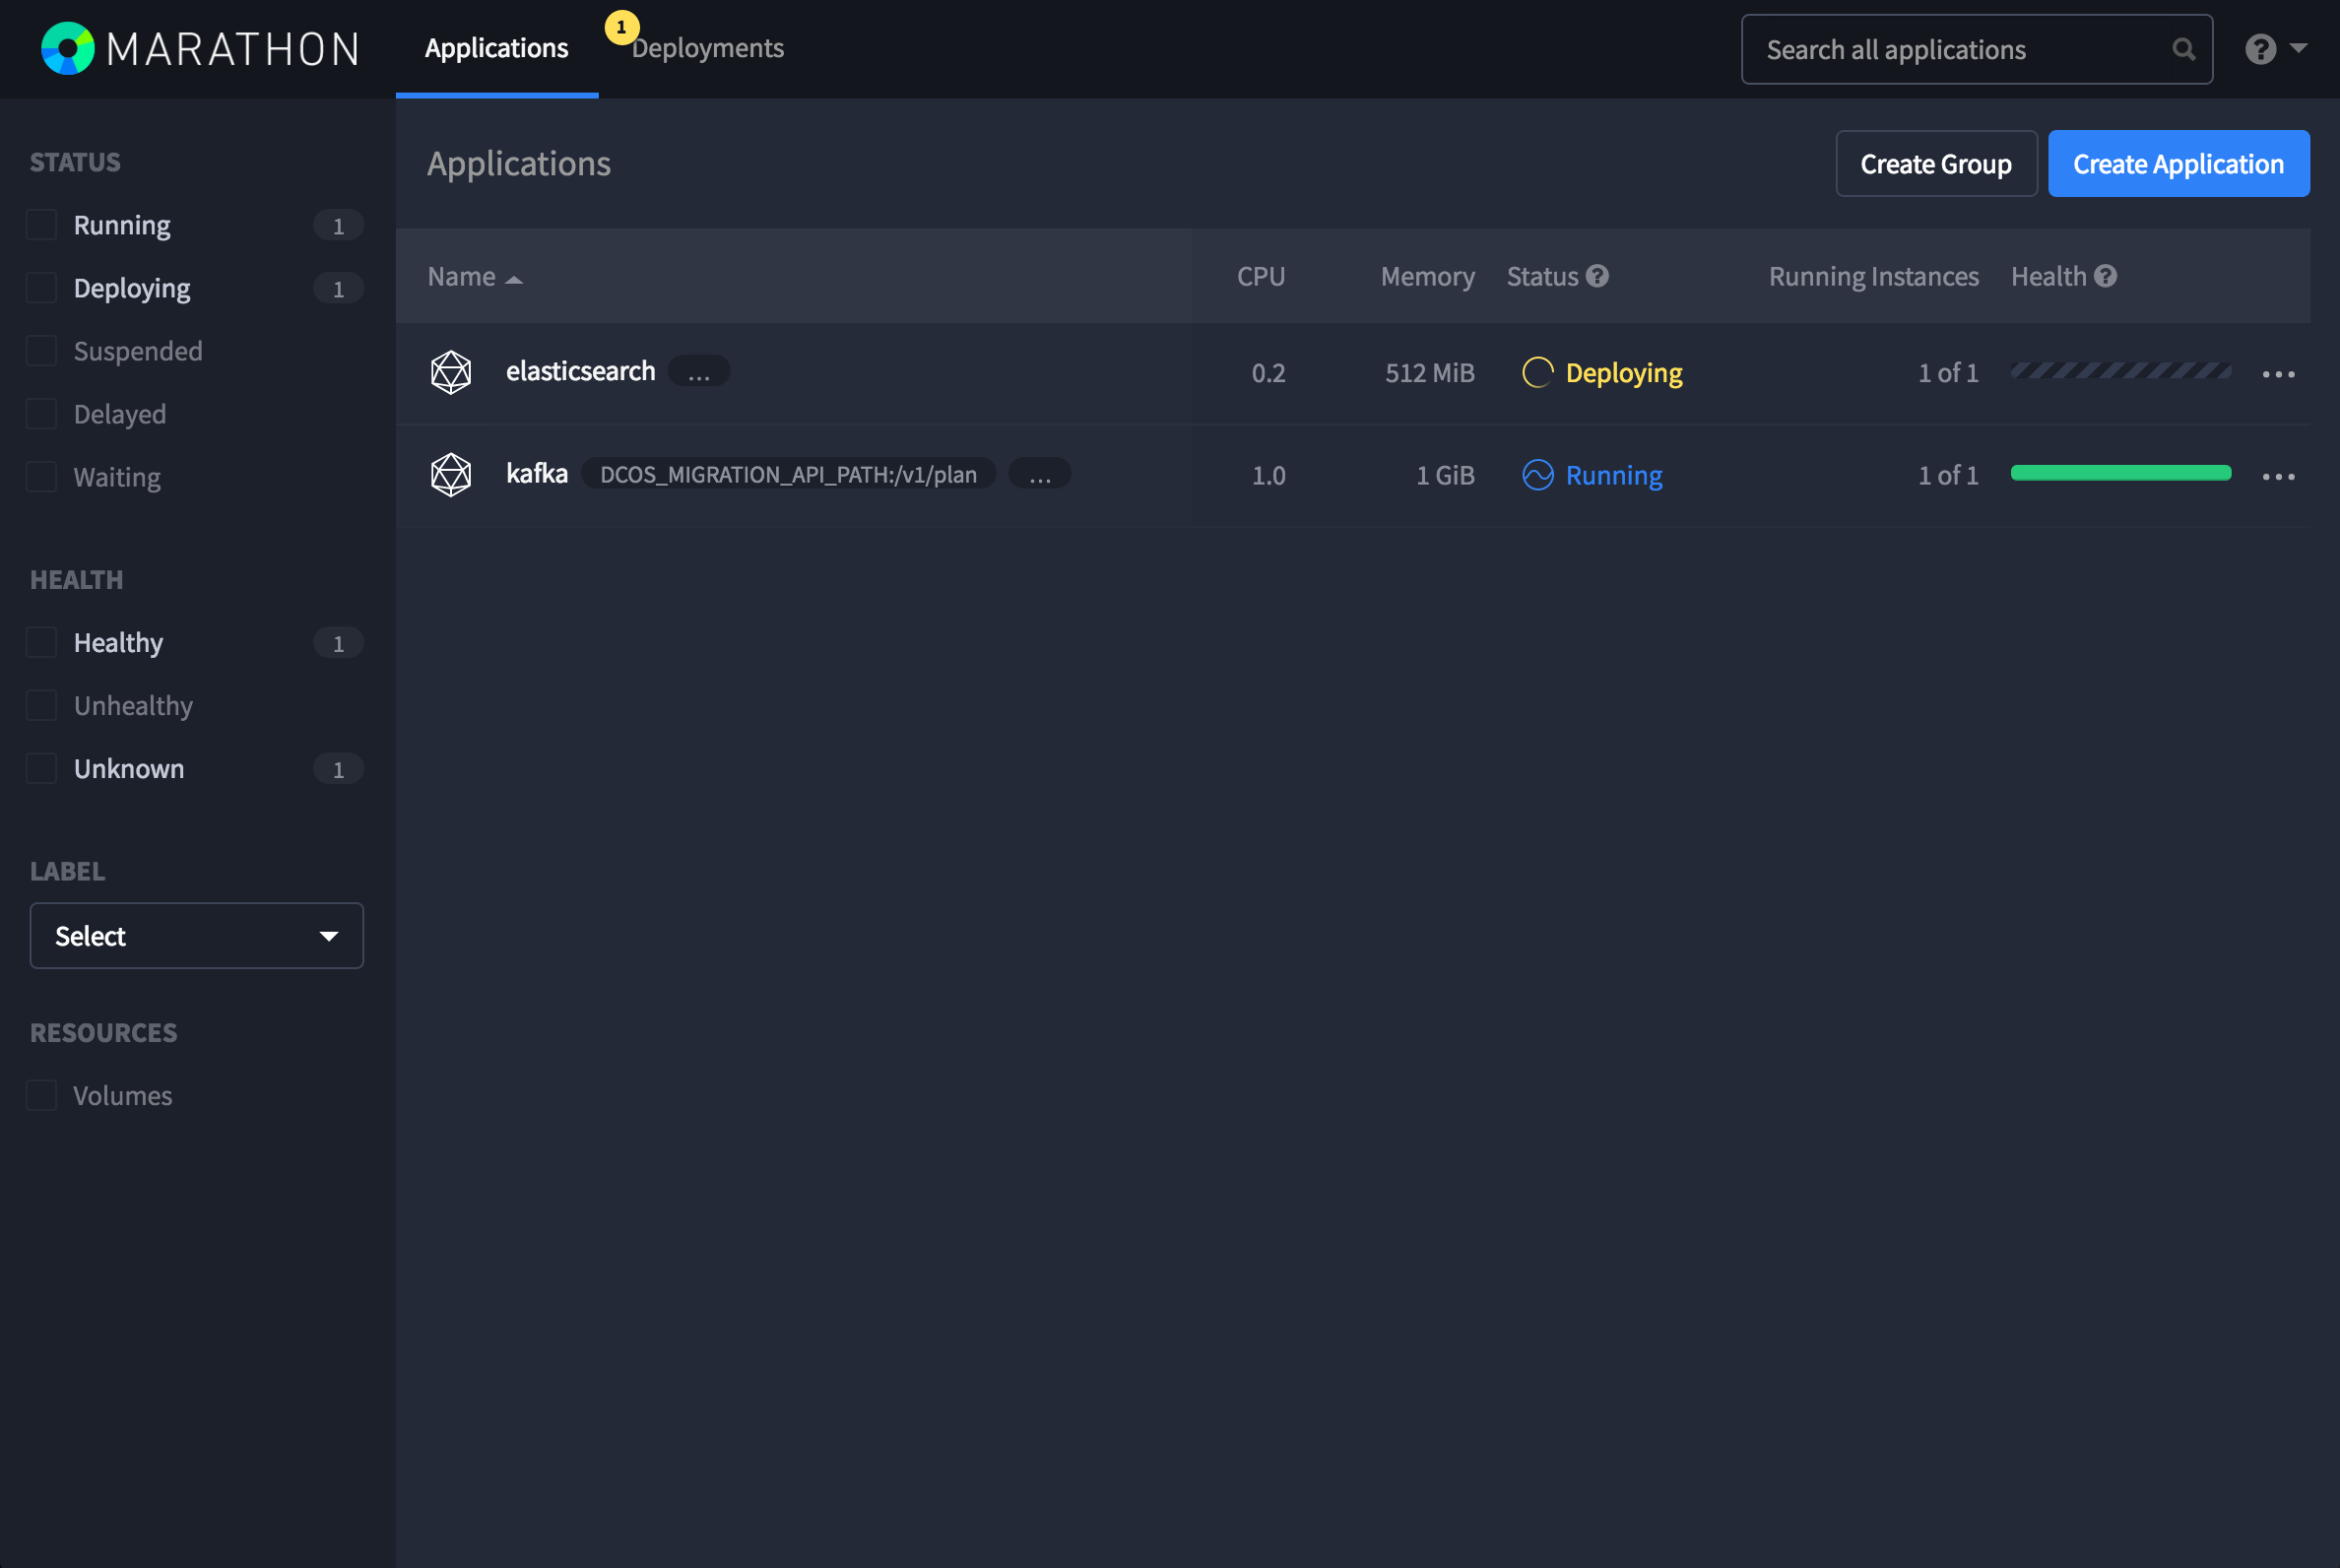 MARATHON
Applications
1
Deployments
Search all applications
STATUS
Running 1
Deploying 1
Suspended
Delayed
Waiting
HEALTH
Healthy 1
Unhealthy
Unknown 1
LABEL
Select
RESOURCES
Volumes
Applications
Create Group
Create Application
Name CPU Memory Status Running Instances Health
elasticsearch ... 0.2 512 MiB Deploying 1 of 1
kafka DCOS_MIGRATION_API_PATH:/v1/plan ... 1.0 1 GiB Running 1 of 1